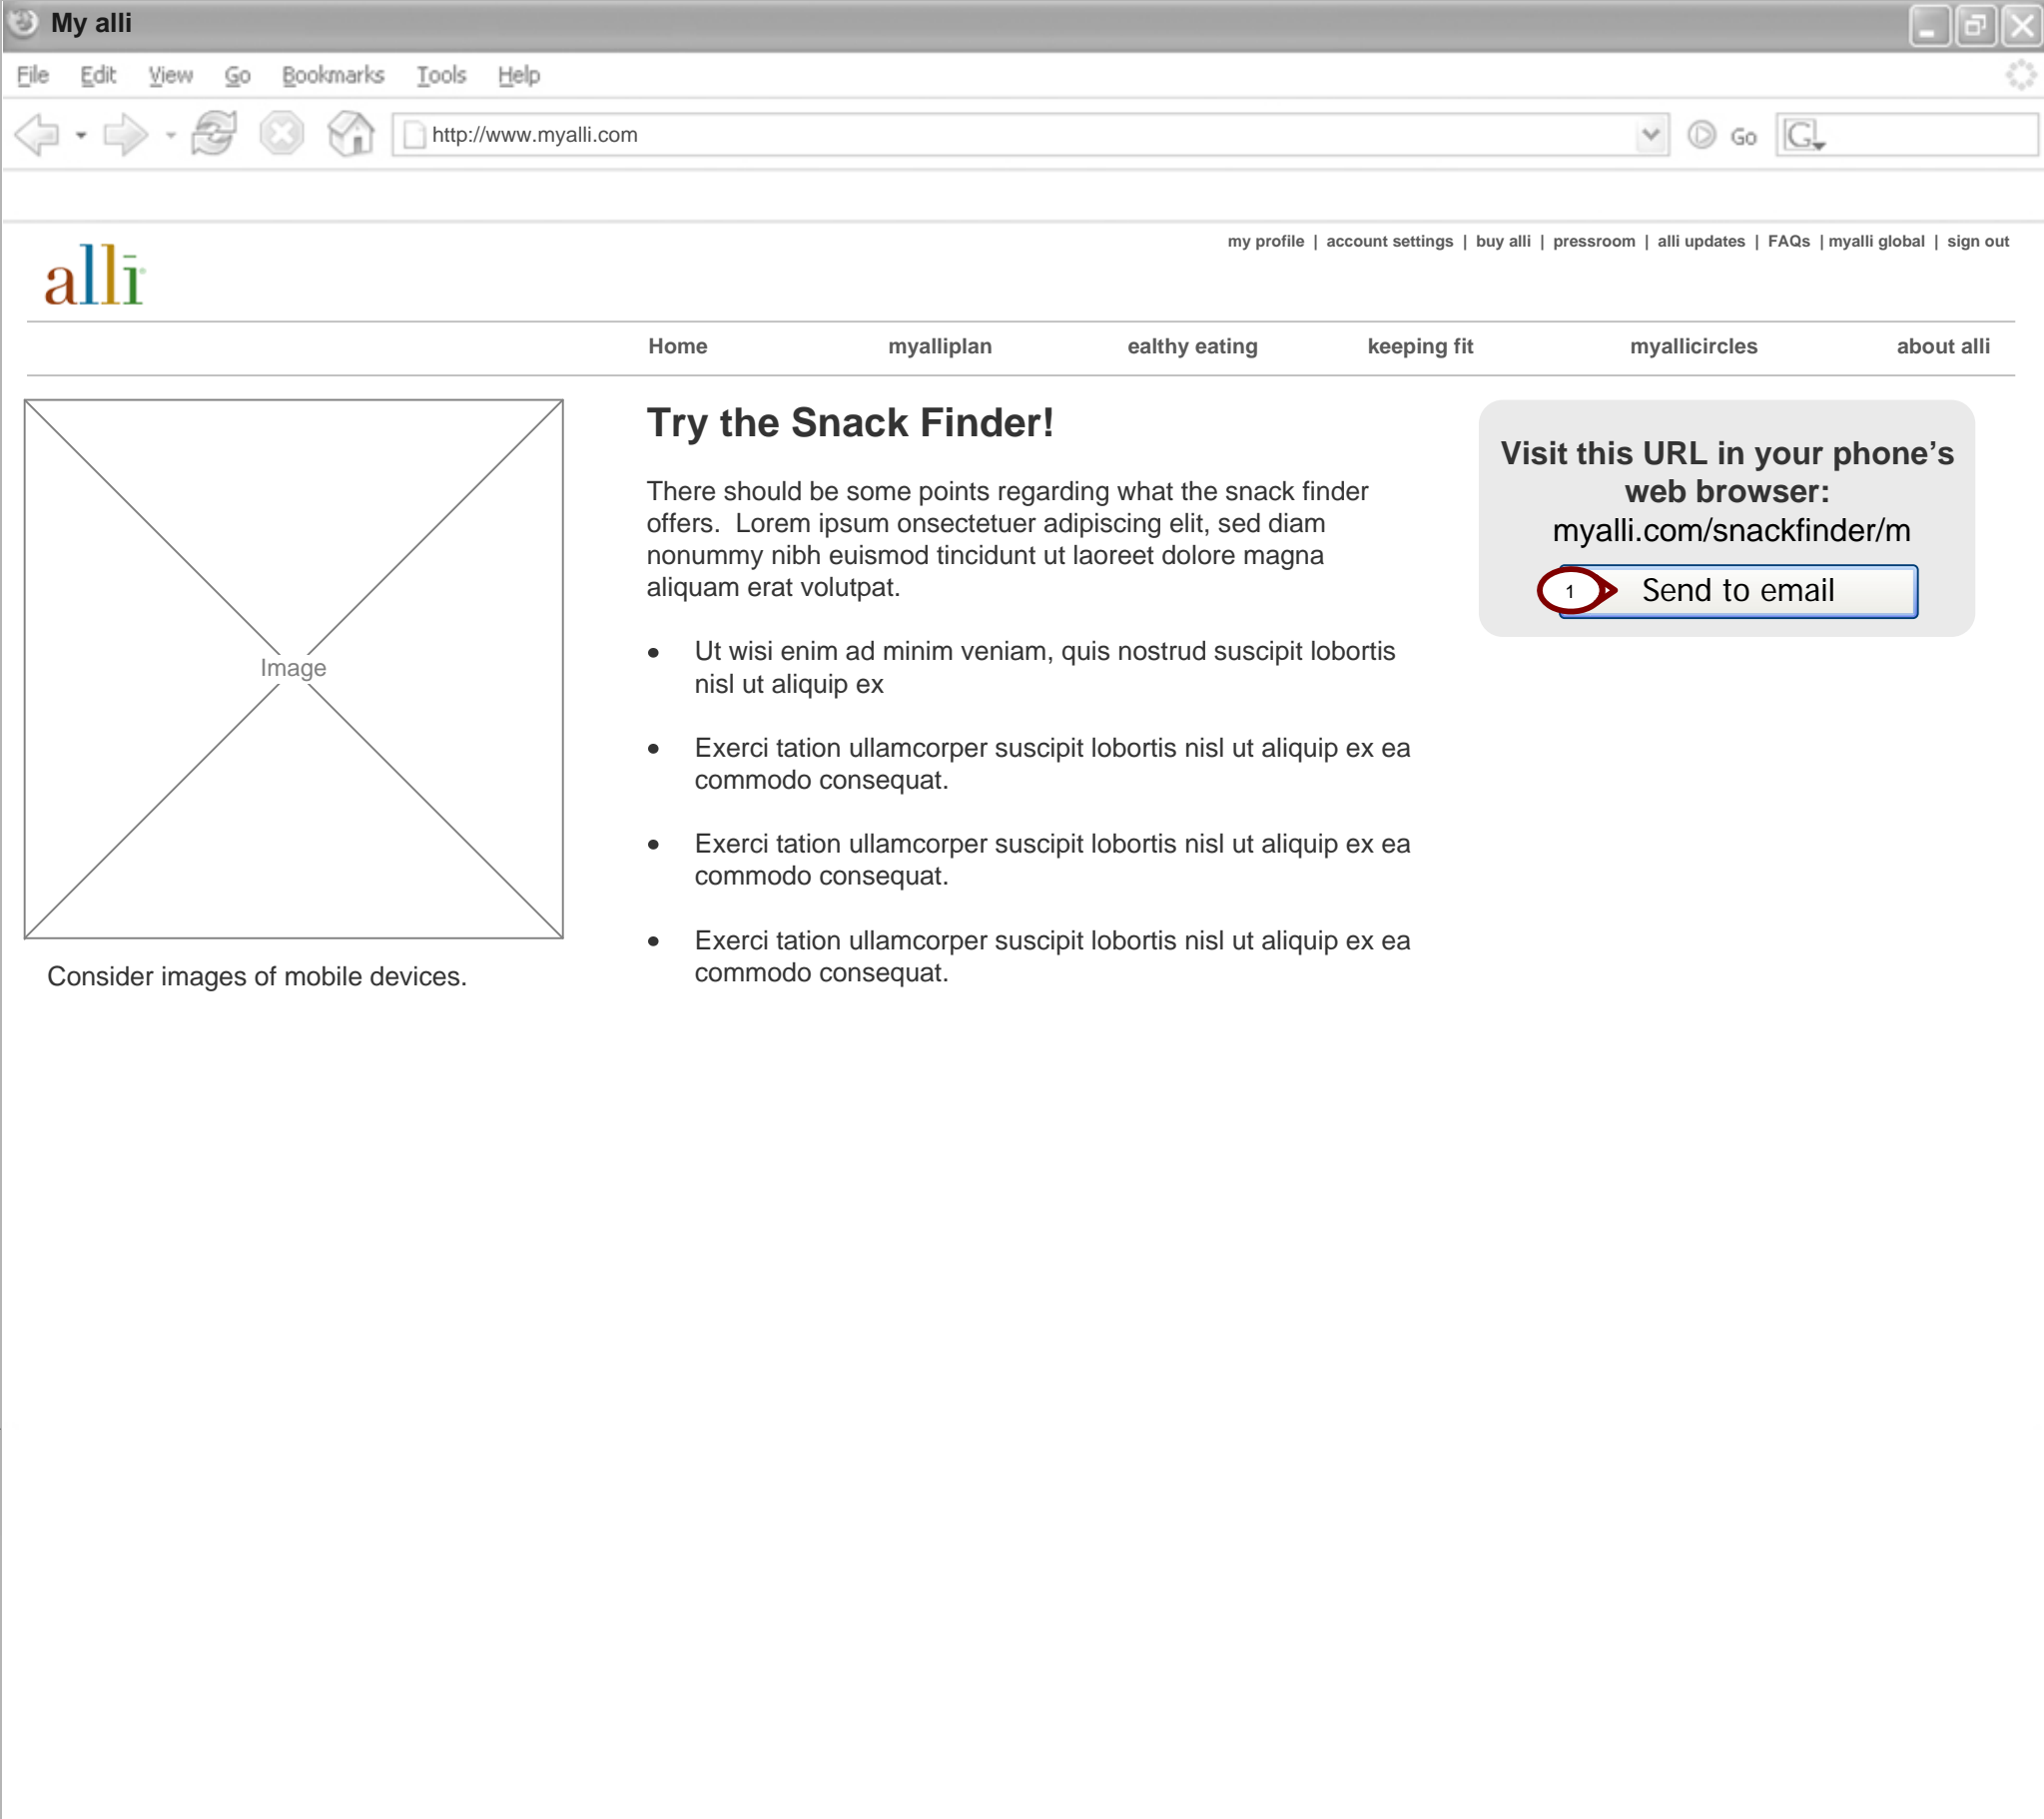 My alli
File Edit View Go Bookmarks Tools Help
http://www.myalli.com Go G
alli
my profile | account settings | buy alli | pressroom | alli updates | FAQs | myalli global | sign out
Home myalliplan ealthy eating keeping fit myallicircles about alli
Image
Consider images of mobile devices.
Try the Snack Finder!
There should be some points regarding what the snack finder
offers. Lorem ipsum onsectetuer adipiscing elit, sed diam
nonummy nibh euismod tincidunt ut laoreet dolore magna
aliquam erat volutpat.
• Ut wisi enim ad minim veniam, quis nostrud suscipit lobortis
nisl ut aliquip ex
• Exerci tation ullamcorper suscipit lobortis nisl ut aliquip ex ea
commodo consequat.
• Exerci tation ullamcorper suscipit lobortis nisl ut aliquip ex ea
commodo consequat.
• Exerci tation ullamcorper suscipit lobortis nisl ut aliquip ex ea
commodo consequat.
Visit this URL in your phone’s
web browser:
myalli.com/snackfinder/m
1 Send to email